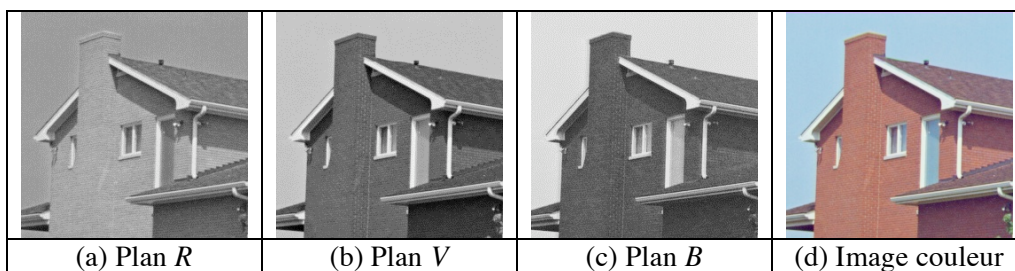 (a) Plan R
(b) Plan V
(c) Plan B
(d) Image couleur